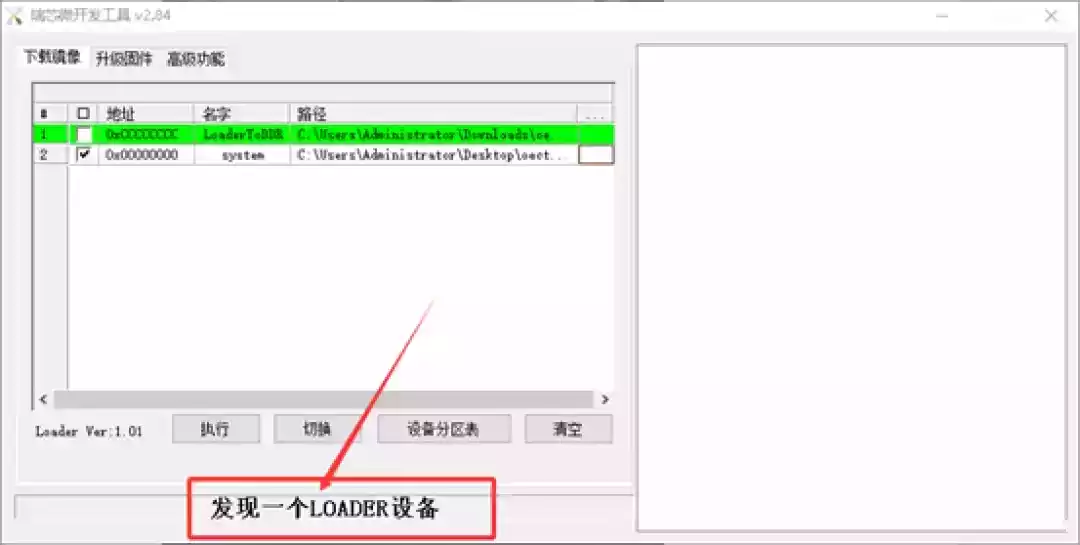 瑞芯微开发工具 v2.84
下载镜像 升级固件 高级功能
# 地址 名字 路径 ...
1 0xCCCCCCCC LoaderToDDR C:\Users\Administrator\Downloads\oe
2 0x00000000 system C:\Users\Administrator\Desktop\oect...
Loader Ver:1.01 执行 切换 设备分区表 清空
发现一个LOADER设备